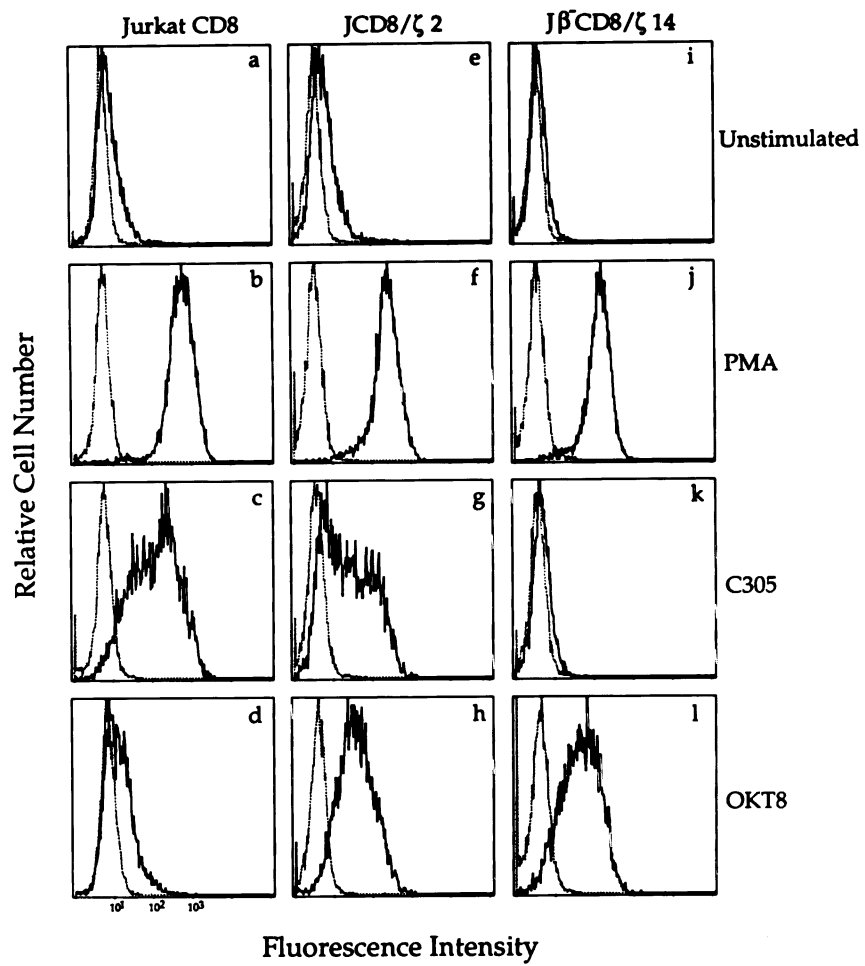 Jurkat CD8
JCD8/ζ 2
Jβ⁻CD8/ζ 14
a
e
i
Unstimulated
b
f
j
PMA
c
g
k
C305
d
h
l
OKT8
10¹ 10² 10³
Relative Cell Number
Fluorescence Intensity